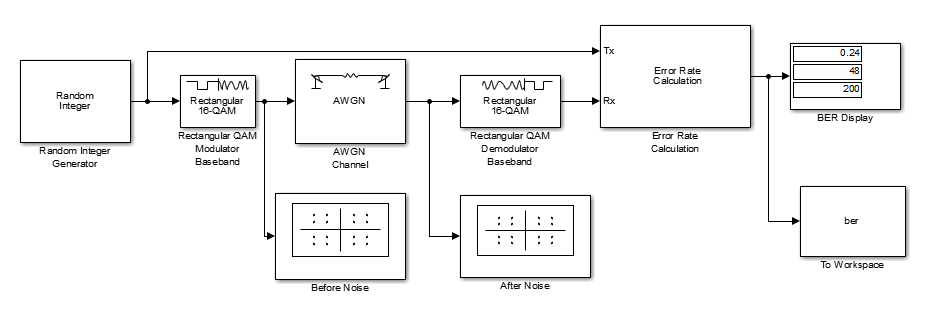 Random
Integer
Random Integer
Generator
Rectangular
16-QAM
Rectangular QAM
Modulator
Baseband
AWGN
AWGN
Channel
Rectangular
16-QAM
Rectangular QAM
Demodulator
Baseband
Tx
Rx
Error Rate
Calculation
Error Rate
Calculation
0.24
48
200
BER Display
Before Noise
After Noise
ber
To Workspace